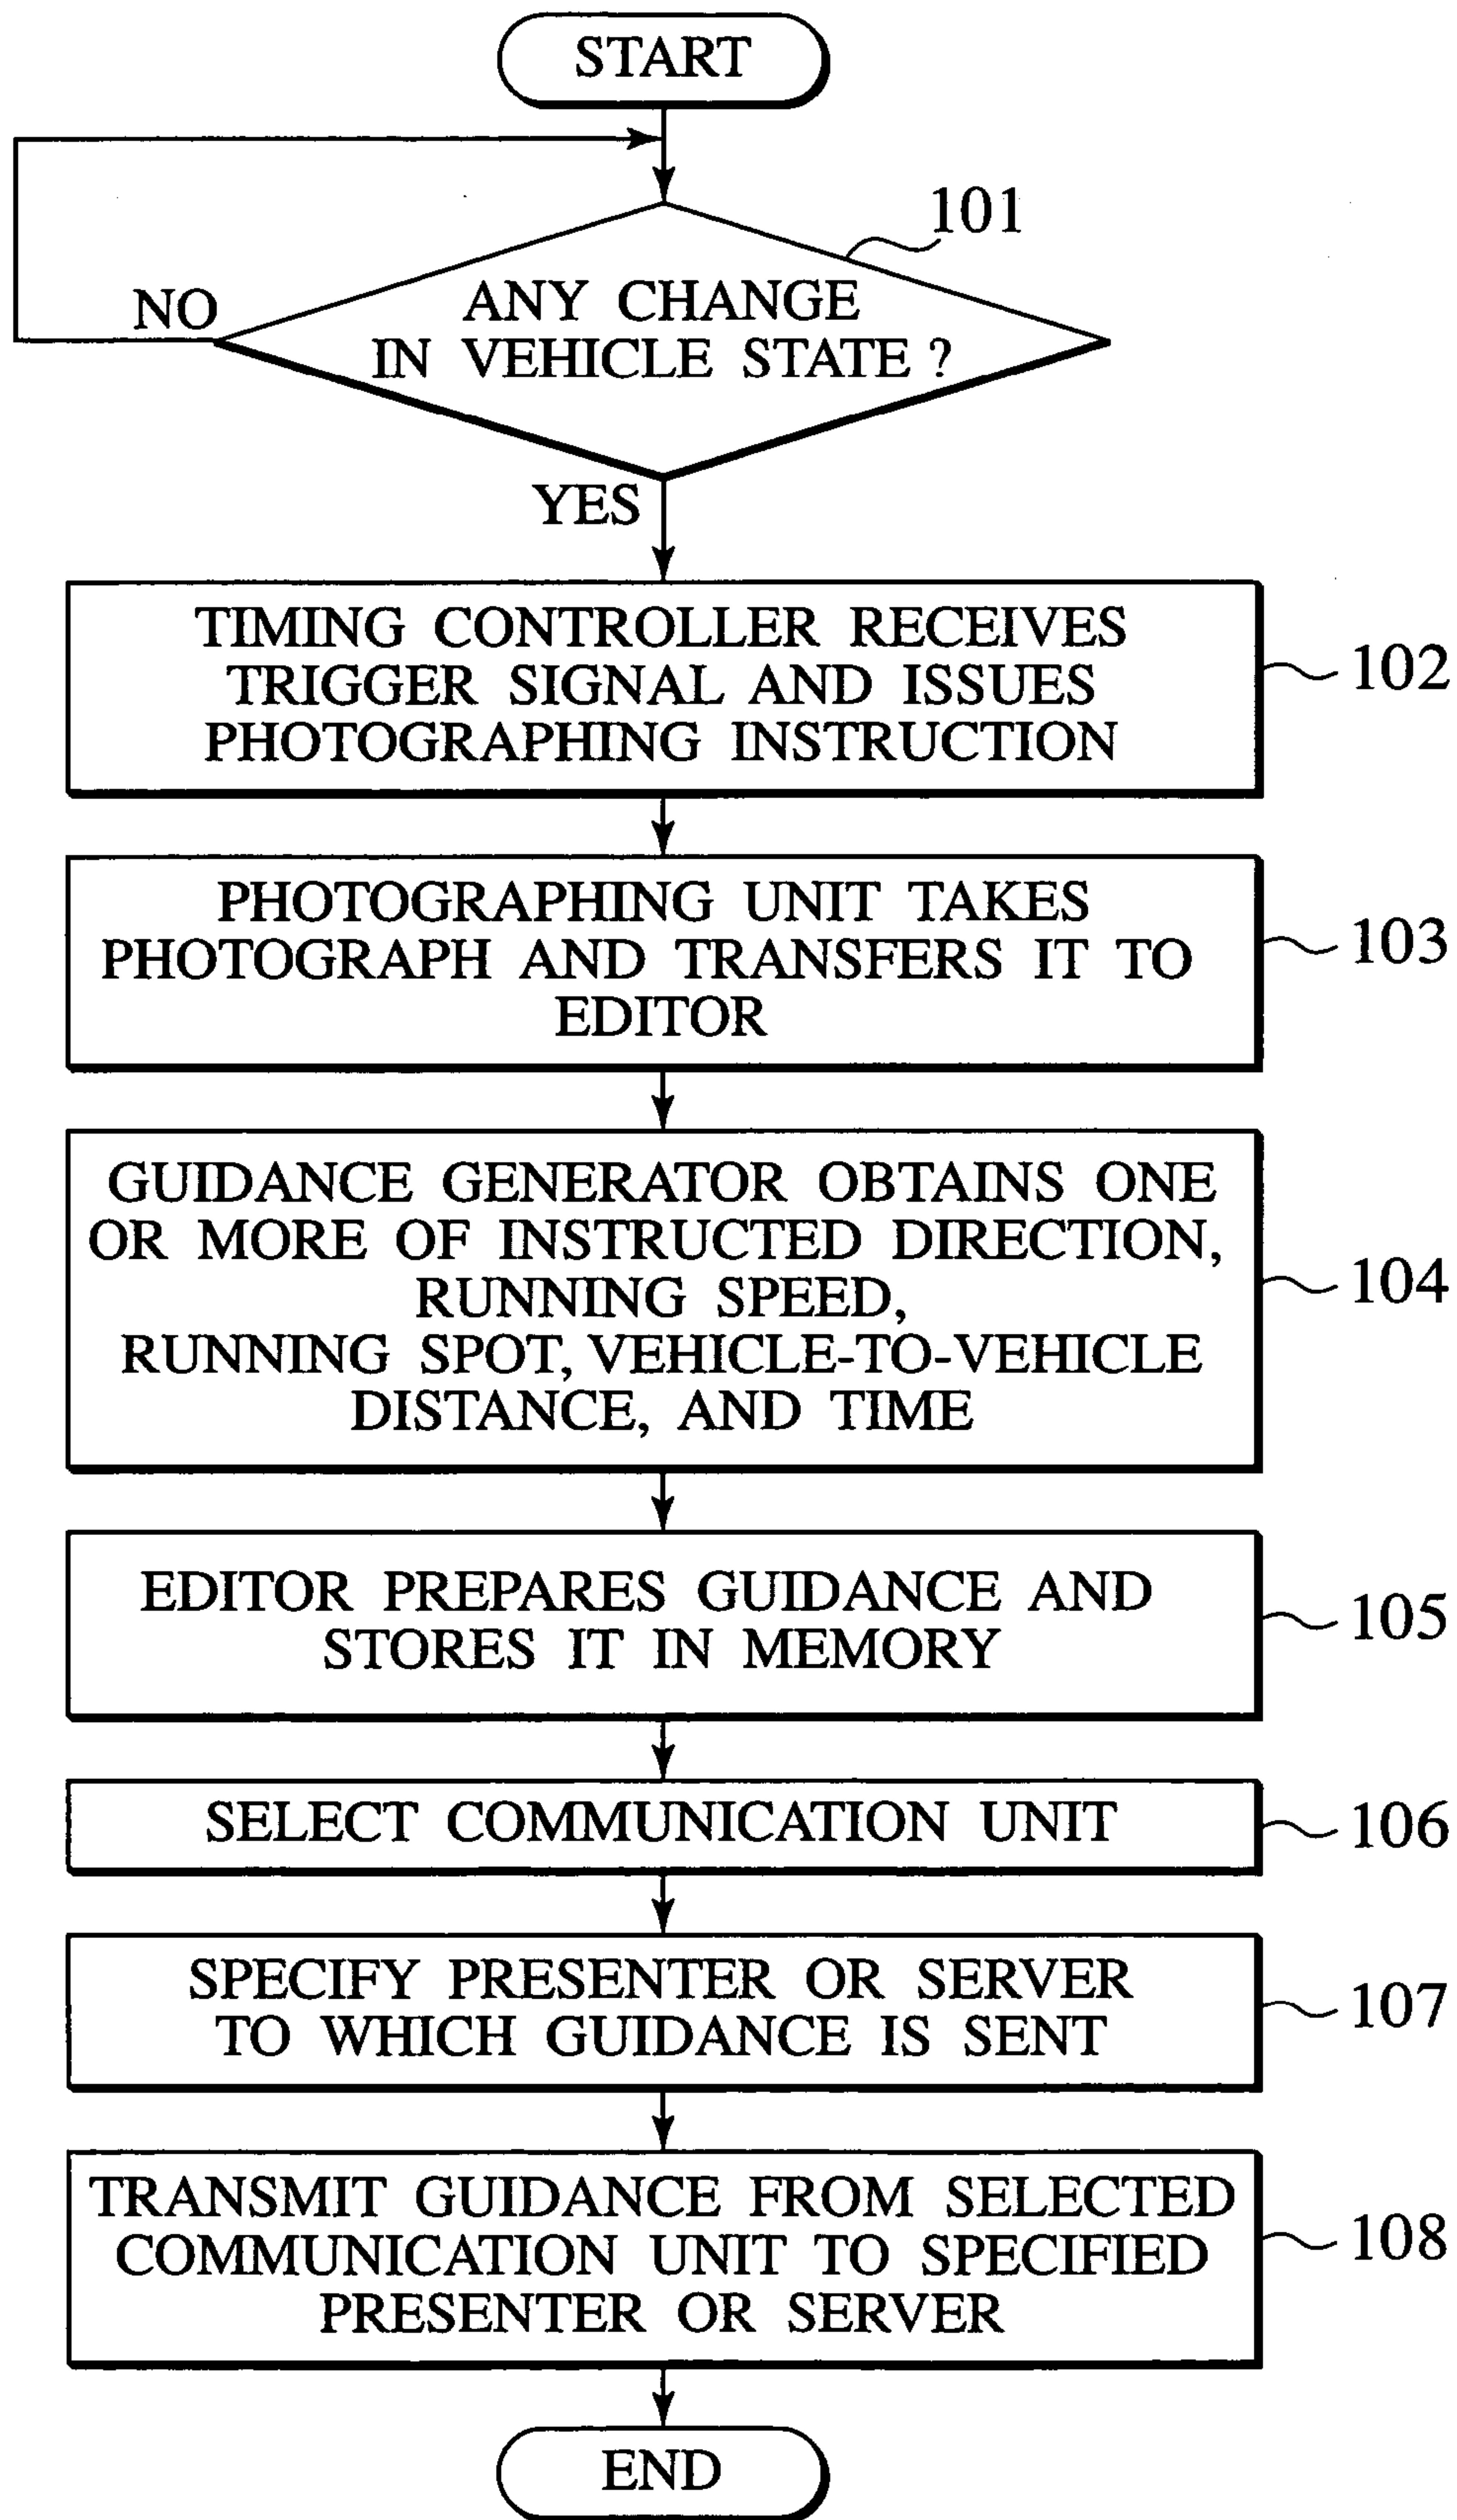 START
101
ANY CHANGE
IN VEHICLE STATE ?
NO
YES
TIMING CONTROLLER RECEIVES
TRIGGER SIGNAL AND ISSUES
PHOTOGRAPHING INSTRUCTION
102
PHOTOGRAPHING UNIT TAKES
PHOTOGRAPH AND TRANSFERS IT TO
EDITOR
103
GUIDANCE GENERATOR OBTAINS ONE
OR MORE OF INSTRUCTED DIRECTION,
RUNNING SPEED,
RUNNING SPOT, VEHICLE-TO-VEHICLE
DISTANCE, AND TIME
104
EDITOR PREPARES GUIDANCE AND
STORES IT IN MEMORY
105
SELECT COMMUNICATION UNIT
106
SPECIFY PRESENTER OR SERVER
TO WHICH GUIDANCE IS SENT
107
TRANSMIT GUIDANCE FROM SELECTED
COMMUNICATION UNIT TO SPECIFIED
PRESENTER OR SERVER
108
END